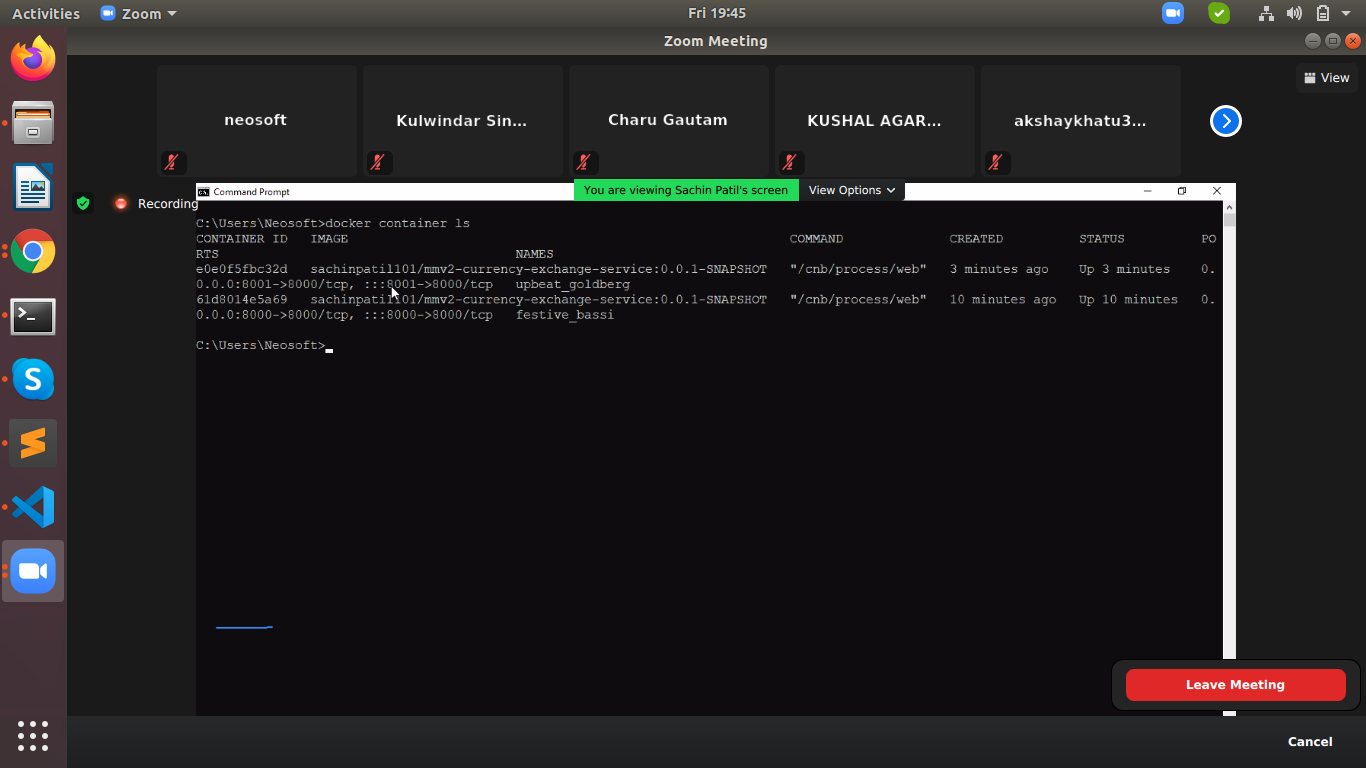 Activities Zoom Fri 19:45
Zoom Meeting
View
neosoft Kulwindar Sin... Charu Gautam KUSHAL AGAR... akshaykhatu3...
Command Prompt You are viewing Sachin Patil's screen View Options
Recording
C:\Users\Neosoft>docker container ls
CONTAINER ID IMAGE COMMAND CREATED STATUS PO
RTS NAMES
e0e0f5fbc32d sachinpatil101/mmv2-currency-exchange-service:0.0.1-SNAPSHOT "/cnb/process/web" 3 minutes ago Up 3 minutes 0.
0.0.0:8001->8000/tcp, :::8001->8000/tcp upbeat_goldberg
61d8014e5a69 sachinpatil101/mmv2-currency-exchange-service:0.0.1-SNAPSHOT "/cnb/process/web" 10 minutes ago Up 10 minutes 0.
0.0.0:8000->8000/tcp, :::8000->8000/tcp festive_bassi
C:\Users\Neosoft>
Leave Meeting
Cancel